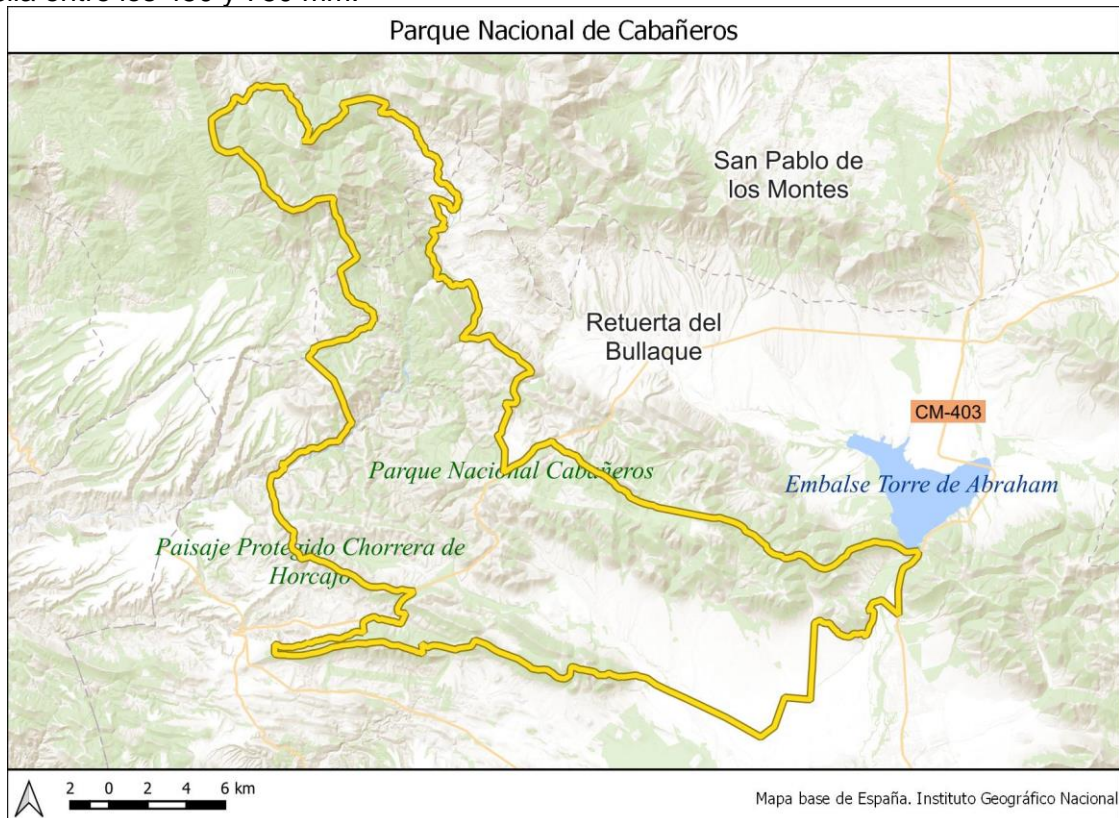 Parque Nacional de Cabañeros
San Pablo de
los Montes
Retuerta del
Bullaque
CM-403
Parque Nacional Cabañeros
Embalse Torre de Abraham
Paisaje Protegido Chorrera de
Horcajo
2 0 2 4 6 km
Mapa base de España. Instituto Geográfico Nacional